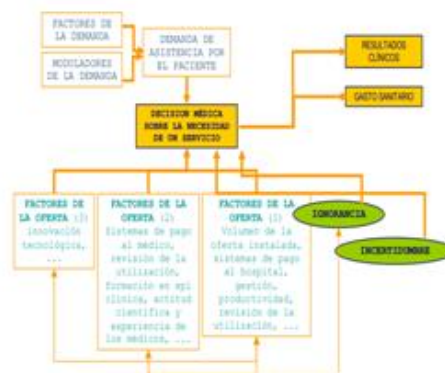 FACTORES DE
LA DEMANDA
MODULADORES
DE LA DEMANDA
DEMANDA DE
ASISTENCIA POR
EL PACIENTE
RESULTADOS
CLÍNICOS
GASTO SANITARIO
DECISION MÉDICA
SOBRE LA NECESIDAD
DE UN SERVICIO
FACTORES DE
LA OFERTA (3)
innovación
tecnológica,
...
FACTORES DE LA
OFERTA (2)
Sistemas de pago
al médico,
revisión de la
utilización,
formación en epi
clínica, actitud
científica y
experiencia de
los médicos, ...
FACTORES DE LA
OFERTA (1)
Volumen de la
oferta instalada,
sistemas de pago
al hospital,
gestión,
productividad,
revisión de la
utilización, ...
IGNORANCIA
INCERTIDUMBRE